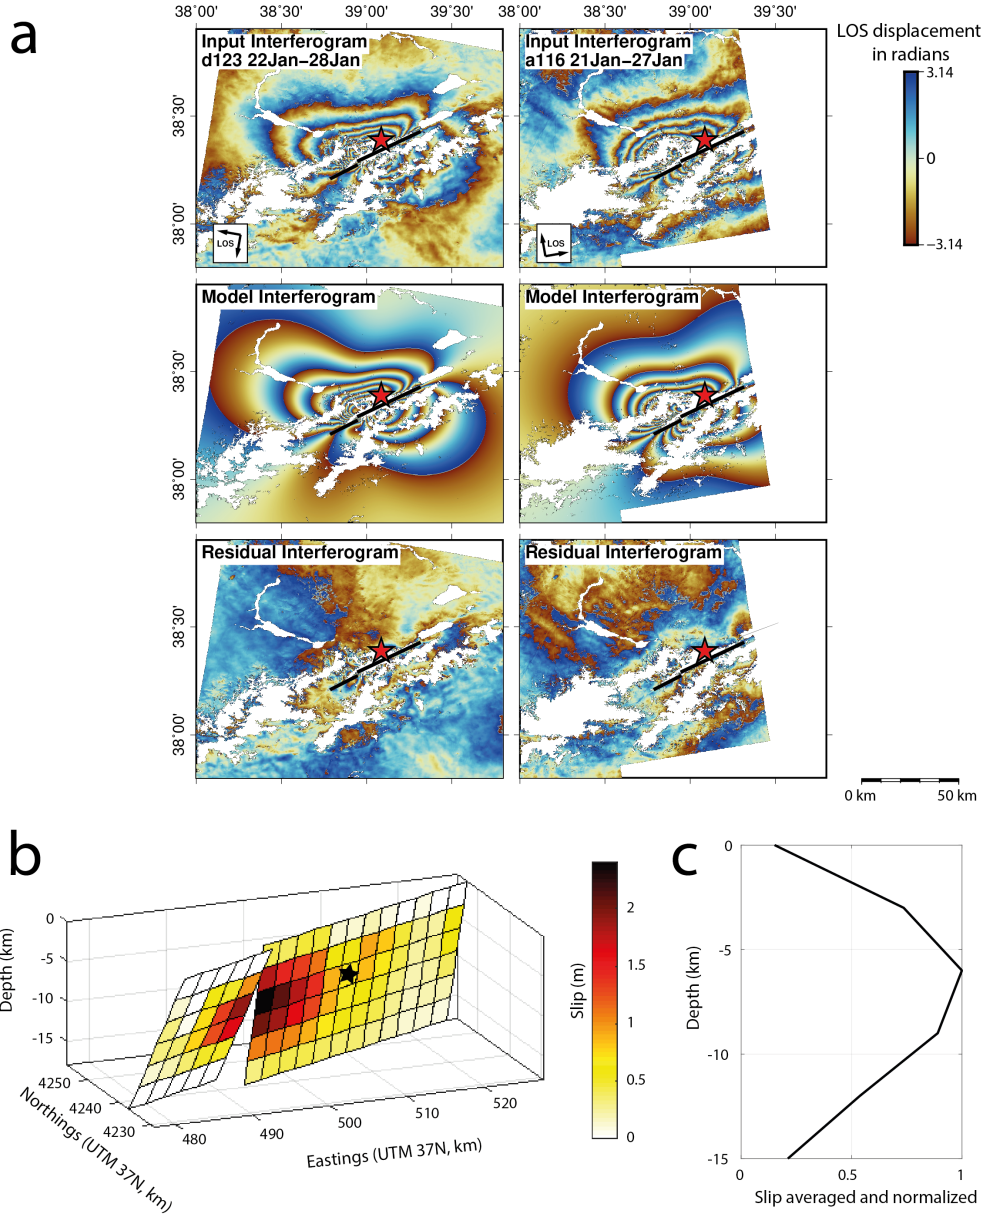 a
38°00' 38°30' 39°00' 39°30' 38°00' 38°30' 39°00' 39°30'
Input Interferogram
d123 22Jan−28Jan
Input Interferogram
a116 21Jan−27Jan
LOS displacement
in radians
3.14
0
−3.14
38°30'
38°00'
LOS
LOS
Model Interferogram
Model Interferogram
38°30'
38°00'
Residual Interferogram
Residual Interferogram
38°30'
38°00'
0 km 50 km
b
0
-5
-10
-15
Depth (km)
4250
4240
4230
Northings (UTM 37N, km)
480
490
500
510
520
Eastings (UTM 37N, km)
Slip (m)
2
1.5
1
0.5
0
c
0
-5
-10
-15
Depth (km)
0 0.5 1
Slip averaged and normalized